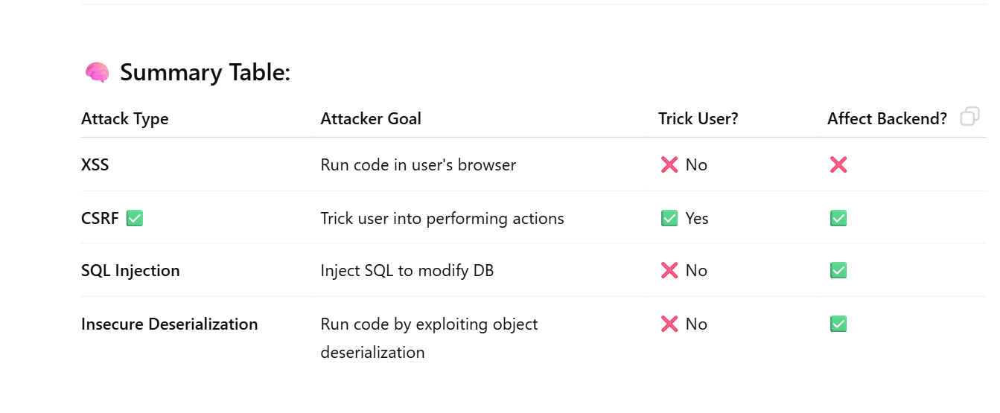 🧠 Summary Table:
Attack Type Attacker Goal Trick User? Affect Backend?
XSS Run code in user's browser ❌ No ❌
CSRF ✅ Trick user into performing actions ✅ Yes ✅
SQL Injection Inject SQL to modify DB ❌ No ✅
Insecure Deserialization Run code by exploiting object ❌ No ✅
deserialization